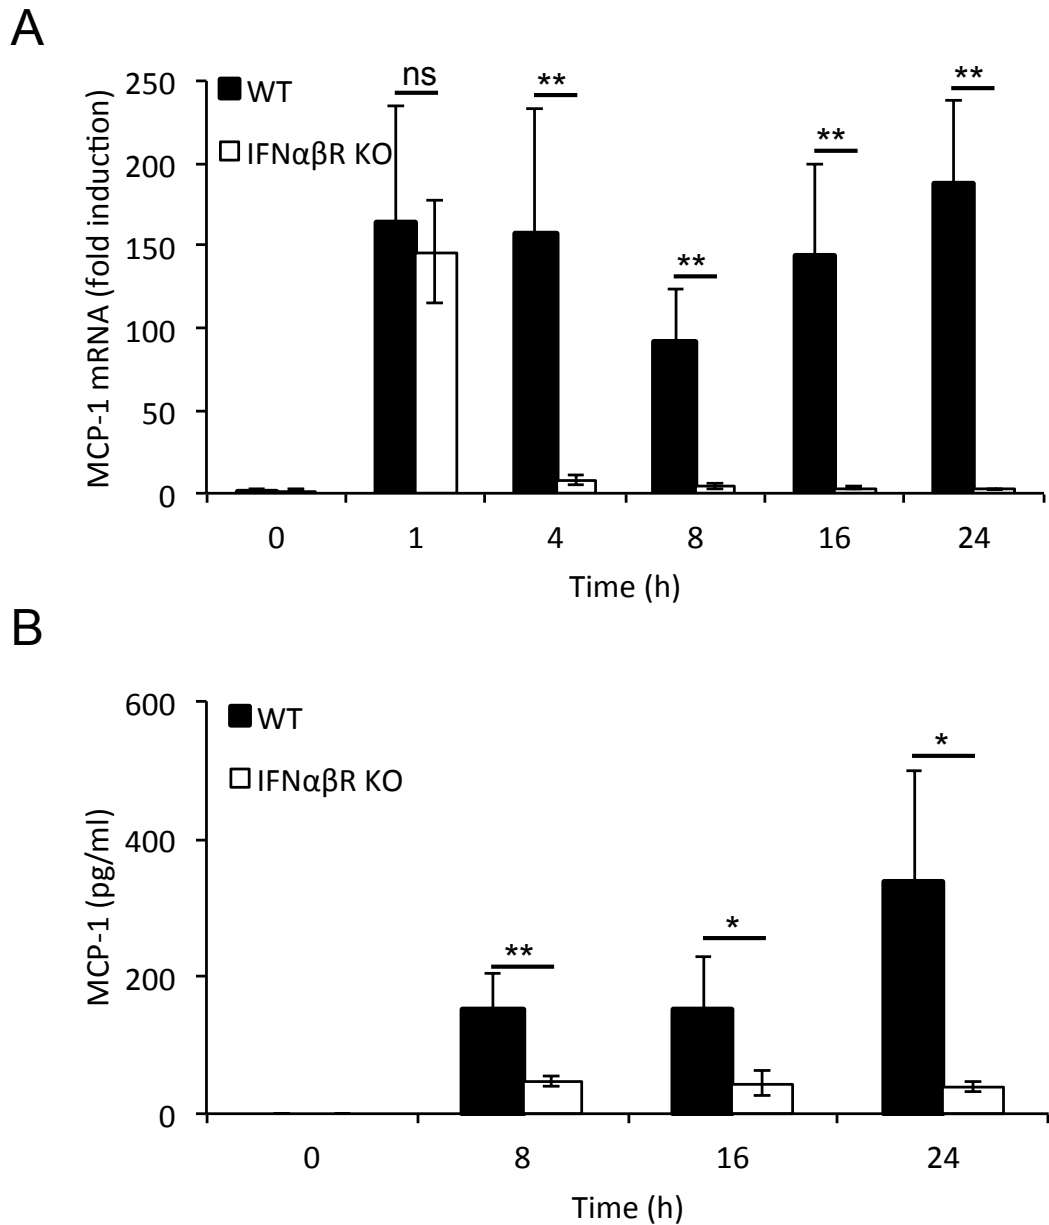 A
MCP-1 mRNA (fold induction)
250
200
150
100
50
0
WT
IFNαβR KO
ns
**
**
**
**
0 1 4 8 16 24
Time (h)
B
MCP-1 (pg/ml)
600
400
200
0
WT
IFNαβR KO
**
*
*
0 8 16 24
Time (h)